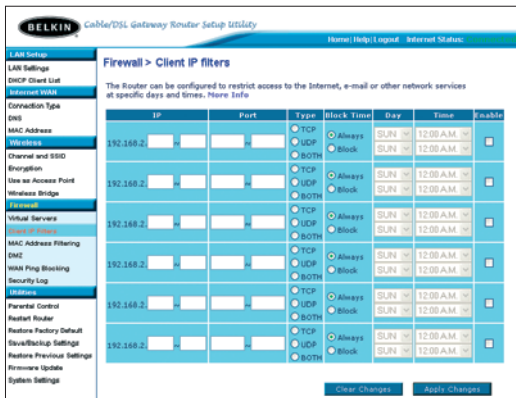 BELKIN Cable/DSL Gateway Router Setup Utility
Home| Help| Logout Internet Status:
LAN Setup
LAN Settings
DHCP Client List
Internet WAN
Connection Type
DNS
MAC Address
Wireless
Channel and SSID
Encryption
Use as Access Point
Wireless Bridge
Firewall
Virtual Servers
Client IP Filters
MAC Address Filtering
DMZ
WAN Ping Blocking
Security Log
Utilities
Parental Control
Restart Router
Restore Factory Default
Save/Backup Settings
Restore Previous Settings
Firmware Update
System Settings
Firewall > Client IP filters
The Router can be configured to restrict access to the Internet, e-mail or other network services
at specific days and times. More Info
IP Port Type Block Time Day Time Enable
192.168.2. ~ ~ TCP UDP BOTH Always Block SUN SUN 12:00 A.M. 12:00 A.M.
192.168.2. ~ ~ TCP UDP BOTH Always Block SUN SUN 12:00 A.M. 12:00 A.M.
192.168.2. ~ ~ TCP UDP BOTH Always Block SUN SUN 12:00 A.M. 12:00 A.M.
192.168.2. ~ ~ TCP UDP BOTH Always Block SUN SUN 12:00 A.M. 12:00 A.M.
192.168.2. ~ ~ TCP UDP BOTH Always Block SUN SUN 12:00 A.M. 12:00 A.M.
192.168.2. ~ ~ TCP UDP BOTH Always Block SUN SUN 12:00 A.M. 12:00 A.M.
Clear Changes Apply Changes